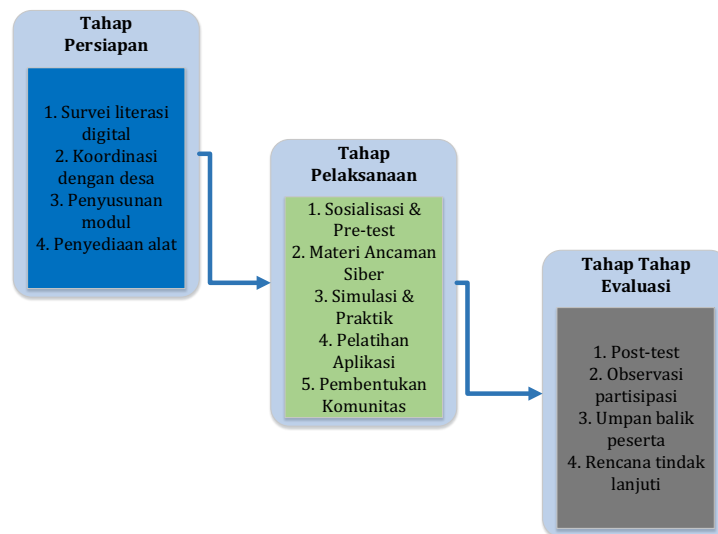 Tahap
Persiapan
1. Survei literasi
digital
2. Koordinasi
dengan desa
3. Penyusunan
modul
4. Penyediaan alat
Tahap
Pelaksanaan
1. Sosialisasi &
Pre-test
2. Materi Ancaman
Siber
3. Simulasi &
Praktik
4. Pelatihan
Aplikasi
5. Pembentukan
Komunitas
Tahap Tahap
Evaluasi
1. Post-test
2. Observasi
partisipasi
3. Umpan balik
peserta
4. Rencana tindak
lanjuti